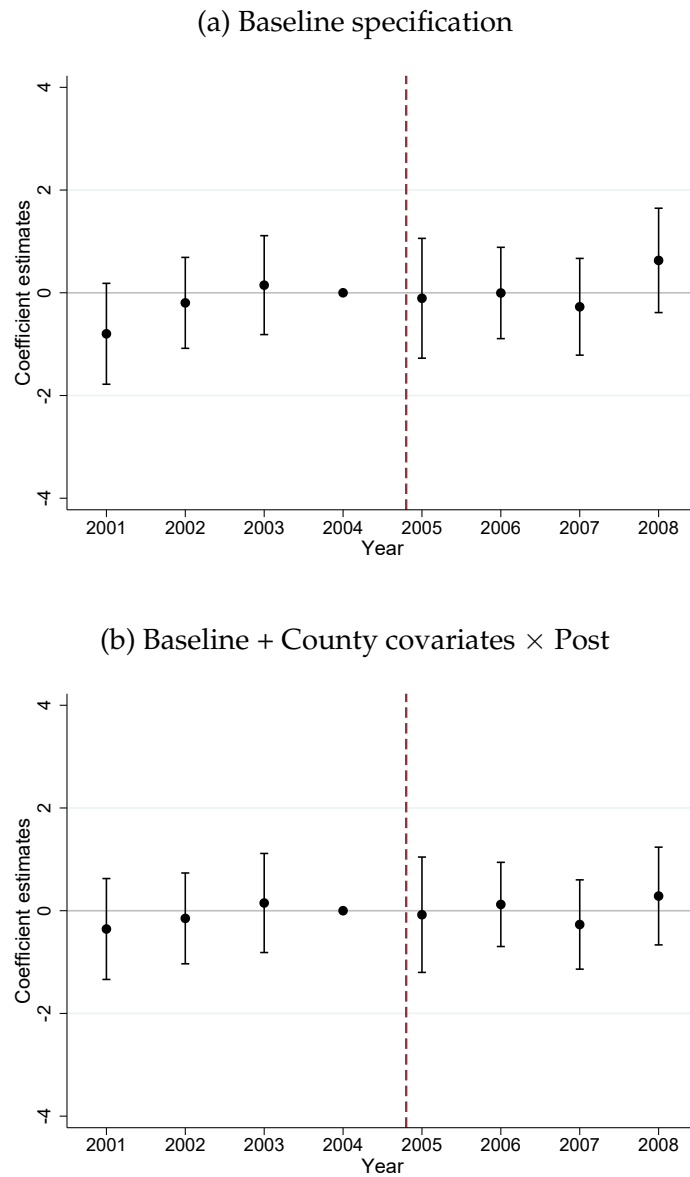 (a) Baseline specification
4
2
0
-2
-4
Coefficient estimates
2001 2002 2003 2004 2005 2006 2007 2008
Year
(b) Baseline + County covariates × Post
4
2
0
-2
-4
Coefficient estimates
2001 2002 2003 2004 2005 2006 2007 2008
Year